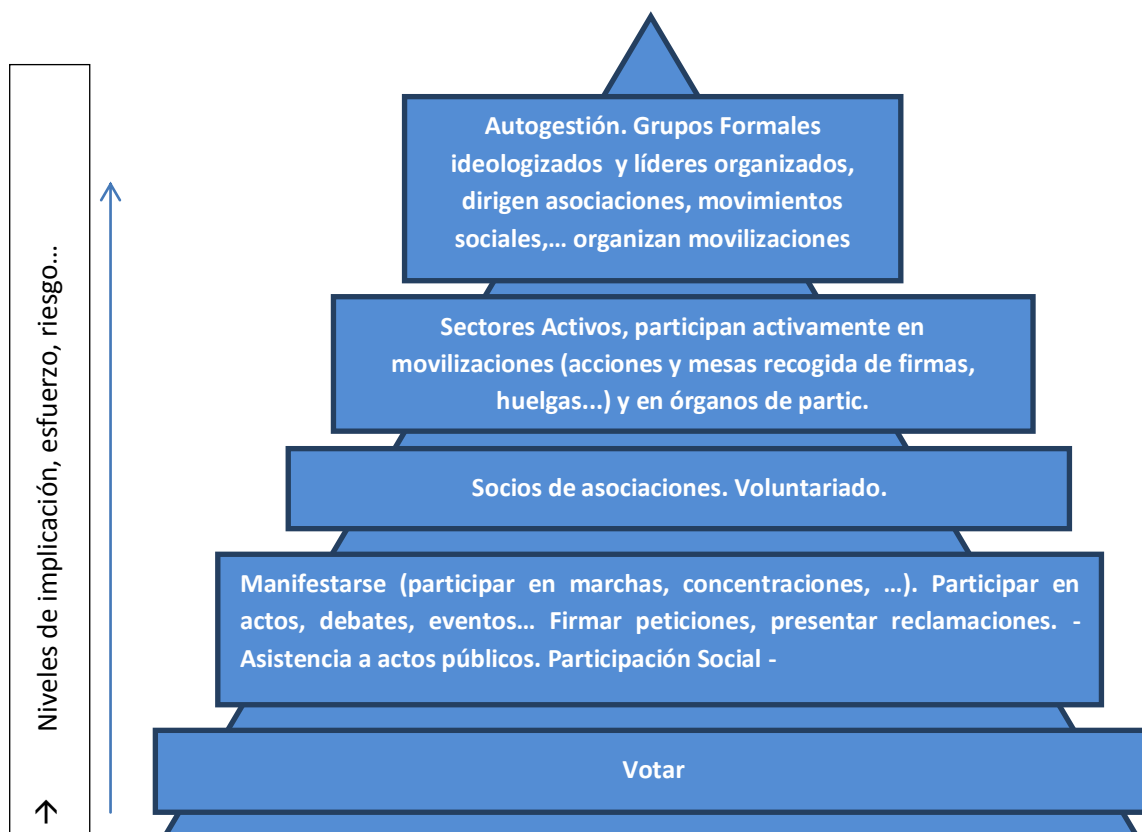 Autogestión. Grupos Formales
ideologizados y líderes organizados,
dirigen asociaciones, movimientos
sociales,... organizan movilizaciones
Sectores Activos, participan activamente en
movilizaciones (acciones y mesas recogida de firmas,
huelgas...) y en órganos de partic.
Socios de asociaciones. Voluntariado.
Manifestarse (participar en marchas, concentraciones, ...). Participar en
actos, debates, eventos... Firmar peticiones, presentar reclamaciones. -
Asistencia a actos públicos. Participación Social -
Votar
→ Niveles de implicación, esfuerzo, riesgo...